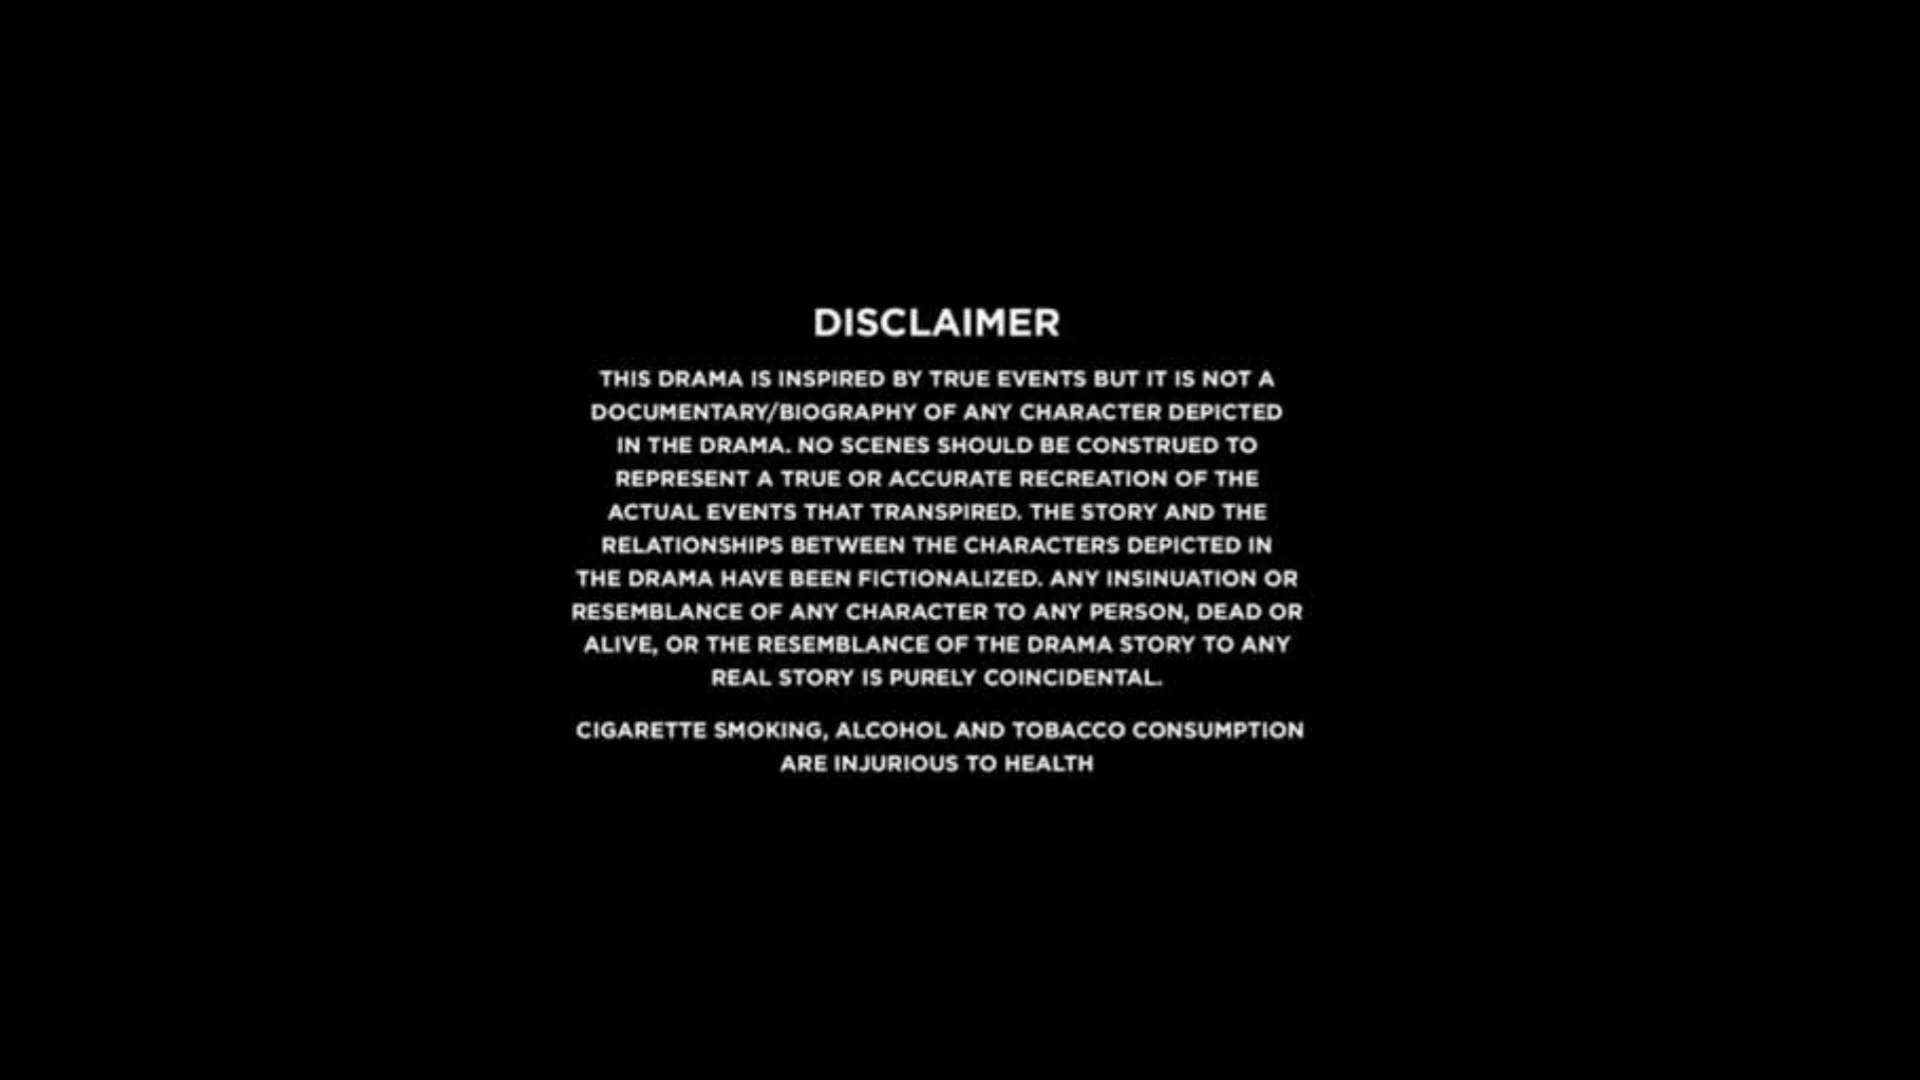 DISCLAIMER
THIS DRAMA IS INSPIRED BY TRUE EVENTS BUT IT IS NOT A
DOCUMENTARY/BIOGRAPHY OF ANY CHARACTER DEPICTED
IN THE DRAMA. NO SCENES SHOULD BE CONSTRUED TO
REPRESENT A TRUE OR ACCURATE RECREATION OF THE
ACTUAL EVENTS THAT TRANSPIRED. THE STORY AND THE
RELATIONSHIPS BETWEEN THE CHARACTERS DEPICTED IN
THE DRAMA HAVE BEEN FICTIONALIZED. ANY INSINUATION OR
RESEMBLANCE OF ANY CHARACTER TO ANY PERSON, DEAD OR
ALIVE, OR THE RESEMBLANCE OF THE DRAMA STORY TO ANY
REAL STORY IS PURELY COINCIDENTAL.
CIGARETTE SMOKING, ALCOHOL AND TOBACCO CONSUMPTION
ARE INJURIOUS TO HEALTH